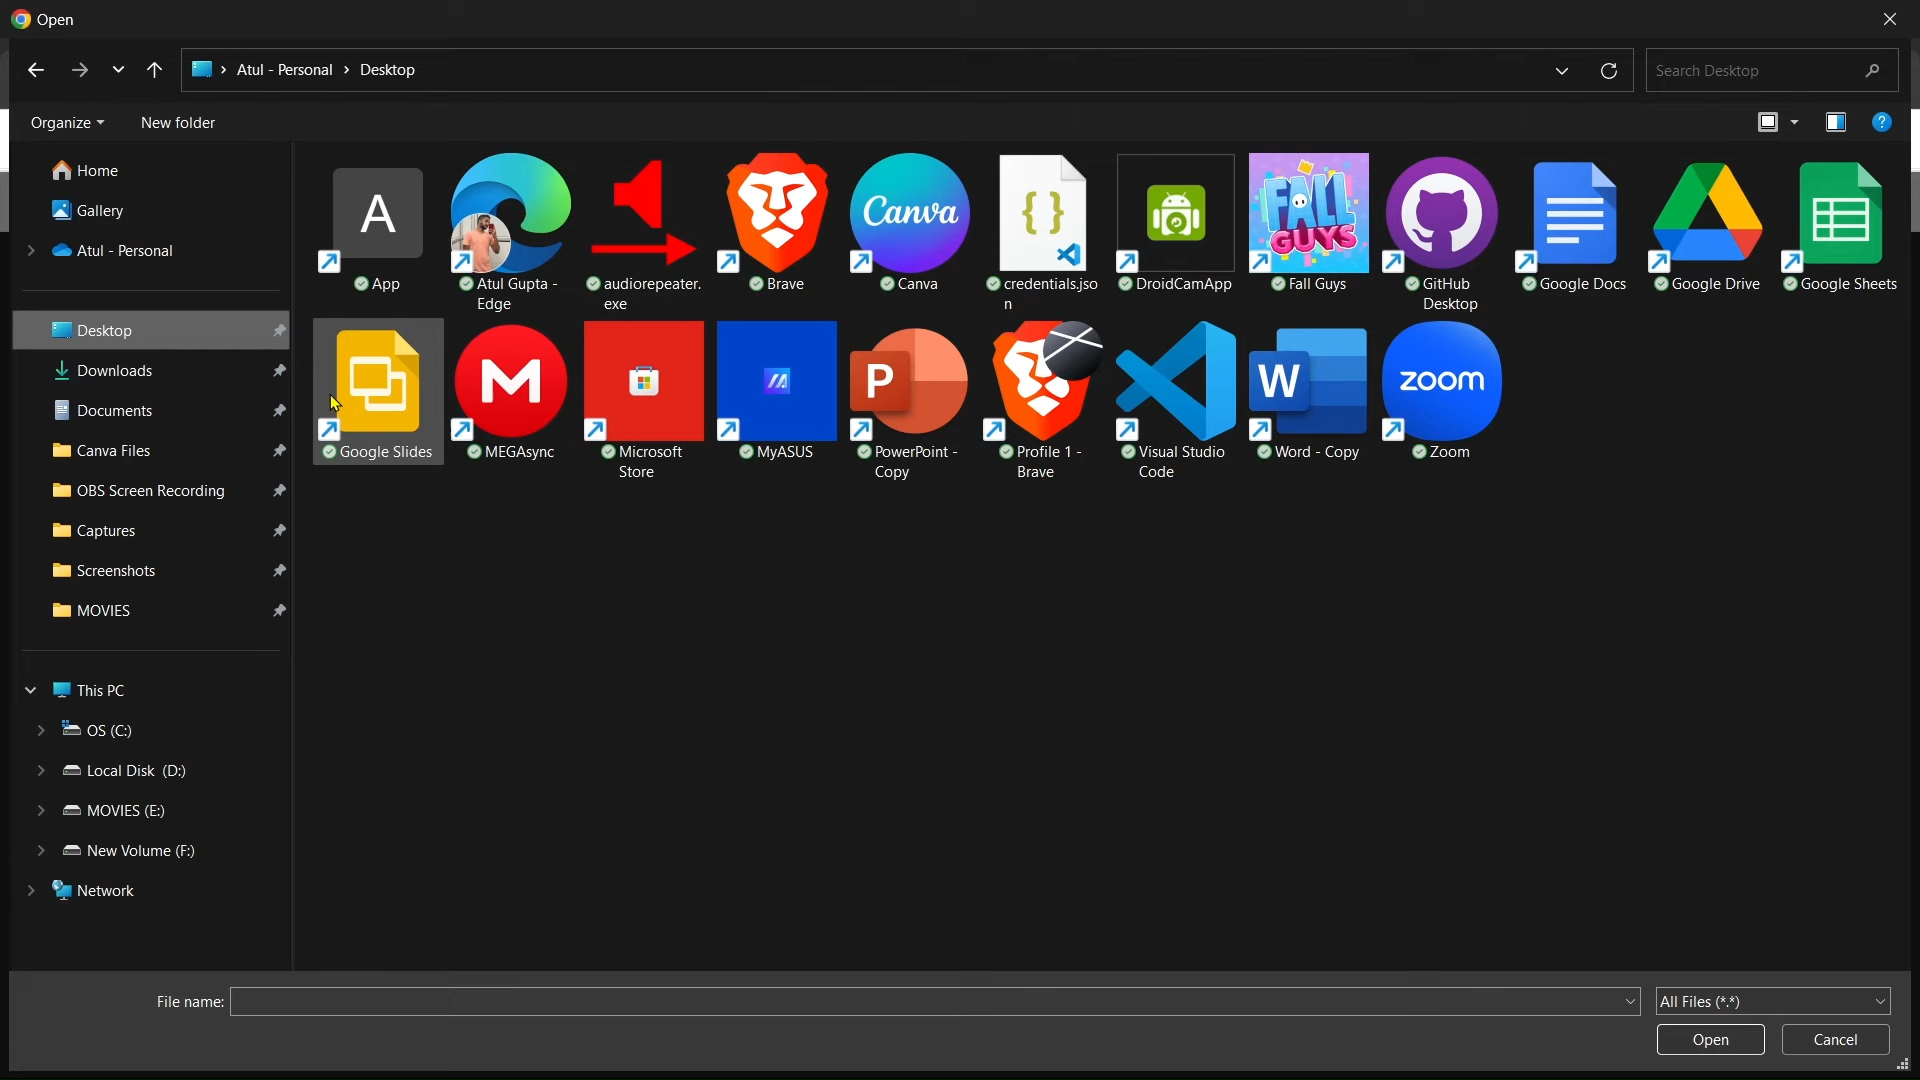 Open
Atul - Personal > Desktop
Search Desktop
Organize
New folder
Home
Gallery
Atul - Personal
Desktop
Downloads
Documents
Canva Files
OBS Screen Recording
Captures
Screenshots
MOVIES
This PC
OS (C:)
Local Disk (D:)
MOVIES (E:)
New Volume (F:)
Network
A
App
Atul Gupta -
Edge
audiorepeater.
exe
Brave
Canva
Canva
{ }
credentials.jso
n
DroidCamApp
FALL
GUYS
Fall Guys
GitHub
Desktop
Google Docs
Google Drive
Google Sheets
Google Slides
M
MEGAsync
Microsoft
Store
MyASUS
P
PowerPoint -
Copy
Profile 1 -
Brave
Visual Studio
Code
W
Word - Copy
zoom
Zoom
File name:
All Files (*.*)
Open
Cancel